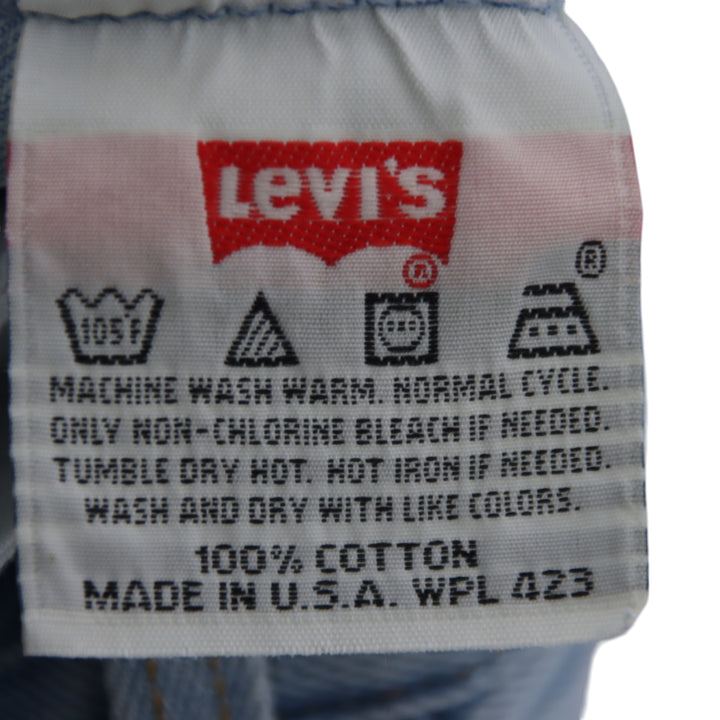 Levi's
®
®
105F
MACHINE WASH WARM. NORMAL CYCLE.
ONLY NON-CHLORINE BLEACH IF NEEDED.
TUMBLE DRY HOT. HOT IRON IF NEEDED.
WASH AND DRY WITH LIKE COLORS.
100% COTTON
MADE IN U.S.A. WPL 423